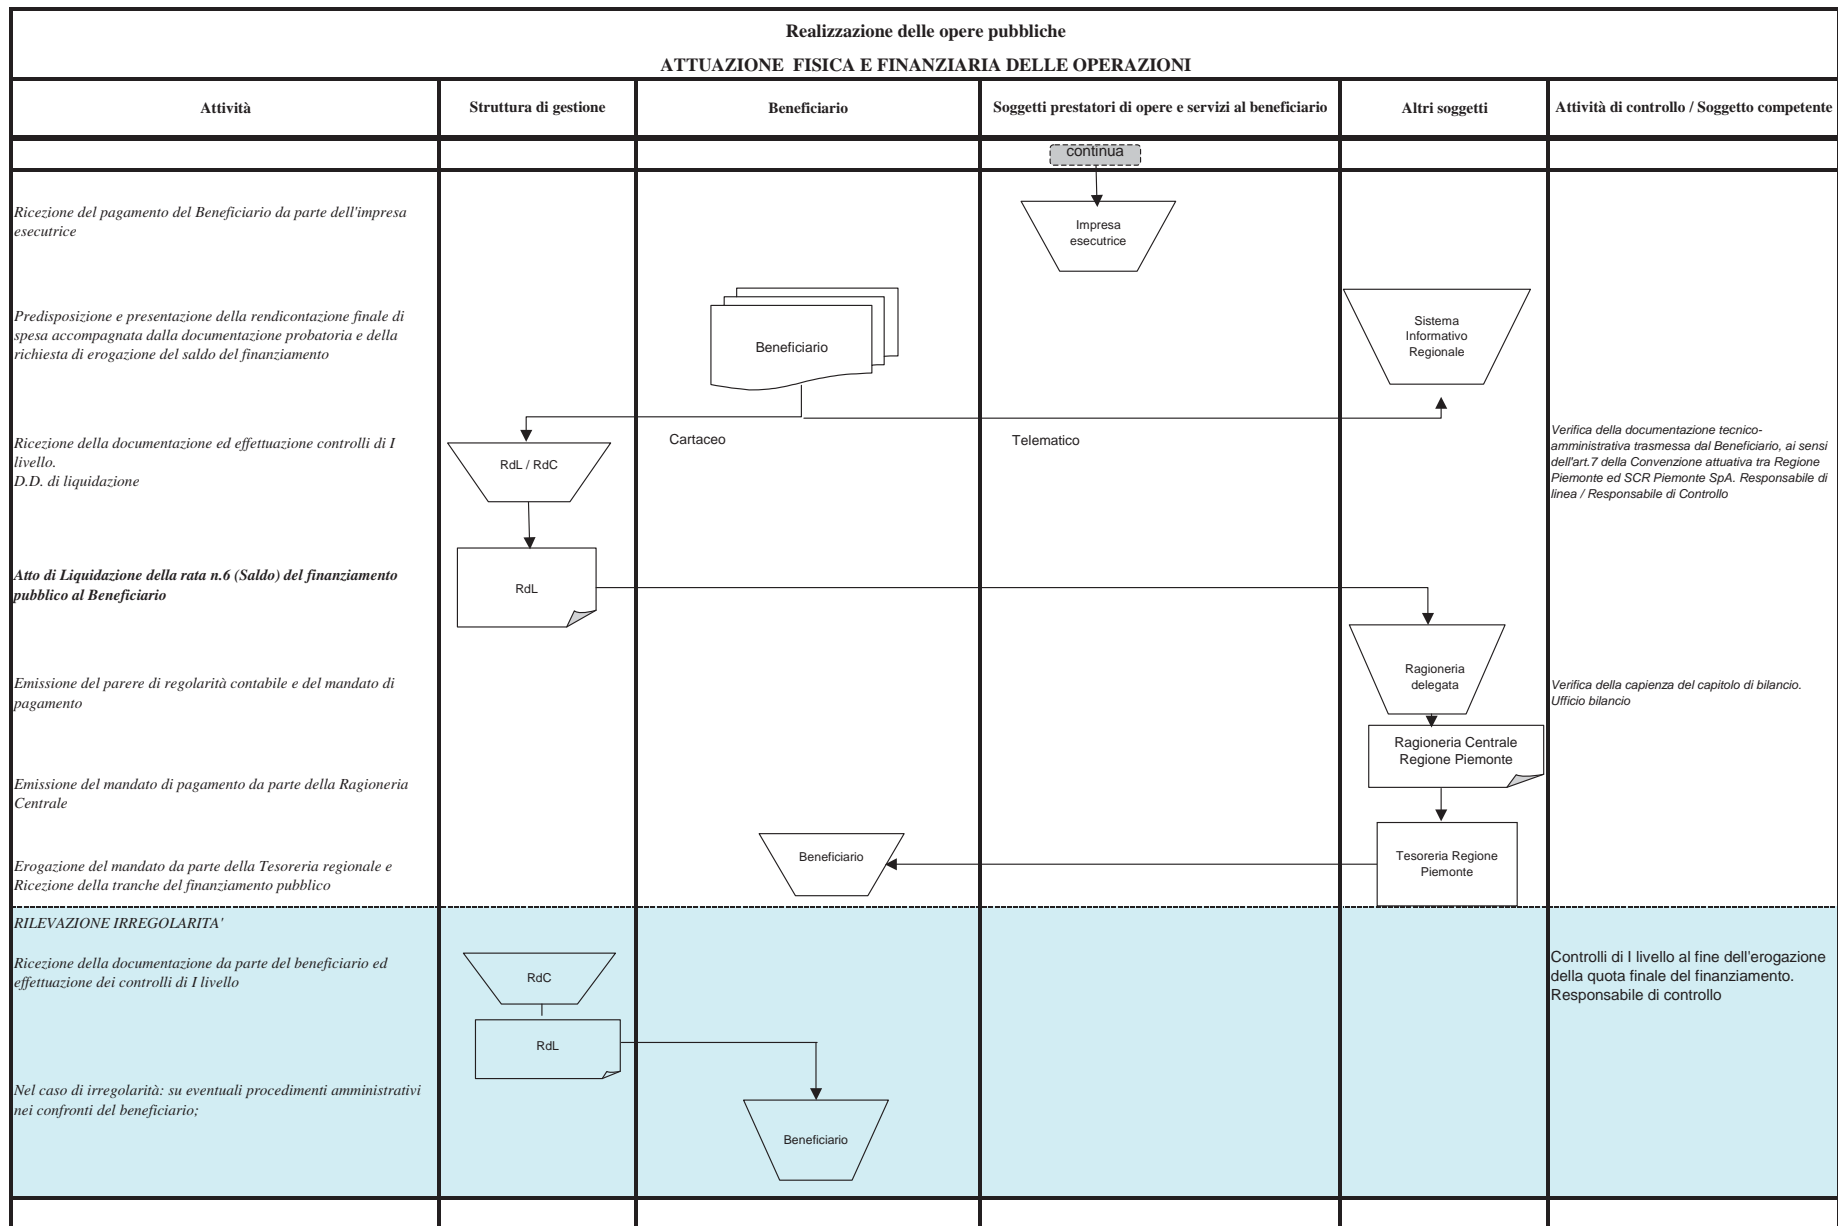 Realizzazione delle opere pubbliche
ATTUAZIONE FISICA E FINANZIARIA DELLE OPERAZIONI
Attività
Struttura di gestione
Beneficiario
Soggetti prestatori di opere e servizi al beneficiario
Altri soggetti
Attività di controllo / Soggetto competente
continua
Ricezione del pagamento del Beneficiario da parte dell'impresa
esecutrice
Impresa
esecutrice
Predisposizione e presentazione della rendicontazione finale di
spesa accompagnata dalla documentazione probatoria e della
richiesta di erogazione del saldo del finanziamento
Beneficiario
Sistema
Informativo
Regionale
Ricezione della documentazione ed effettuazione controlli di I
livello.
D.D. di liquidazione
RdL / RdC
Cartaceo
Telematico
Verifica della documentazione tecnico-
amministrativa trasmessa dal Beneficiario, ai sensi
dell'art.7 della Convenzione attuativa tra Regione
Piemonte ed SCR Piemonte SpA. Responsabile di
linea / Responsabile di Controllo
Atto di Liquidazione della rata n.6 (Saldo) del finanziamento
pubblico al Beneficiario
RdL
Emissione del parere di regolarità contabile e del mandato di
pagamento
Ragioneria
delegata
Verifica della capienza del capitolo di bilancio.
Ufficio bilancio
Ragioneria Centrale
Regione Piemonte
Emissione del mandato di pagamento da parte della Ragioneria
Centrale
Erogazione del mandato da parte della Tesoreria regionale e
Ricezione della tranche del finanziamento pubblico
Beneficiario
Tesoreria Regione
Piemonte
RILEVAZIONE IRREGOLARITA'
Ricezione della documentazione da parte del beneficiario ed
effettuazione dei controlli di I livello
RdC
Controlli di I livello al fine dell'erogazione
della quota finale del finanziamento.
Responsabile di controllo
RdL
Nel caso di irregolarità: su eventuali procedimenti amministrativi
nei confronti del beneficiario;
Beneficiario